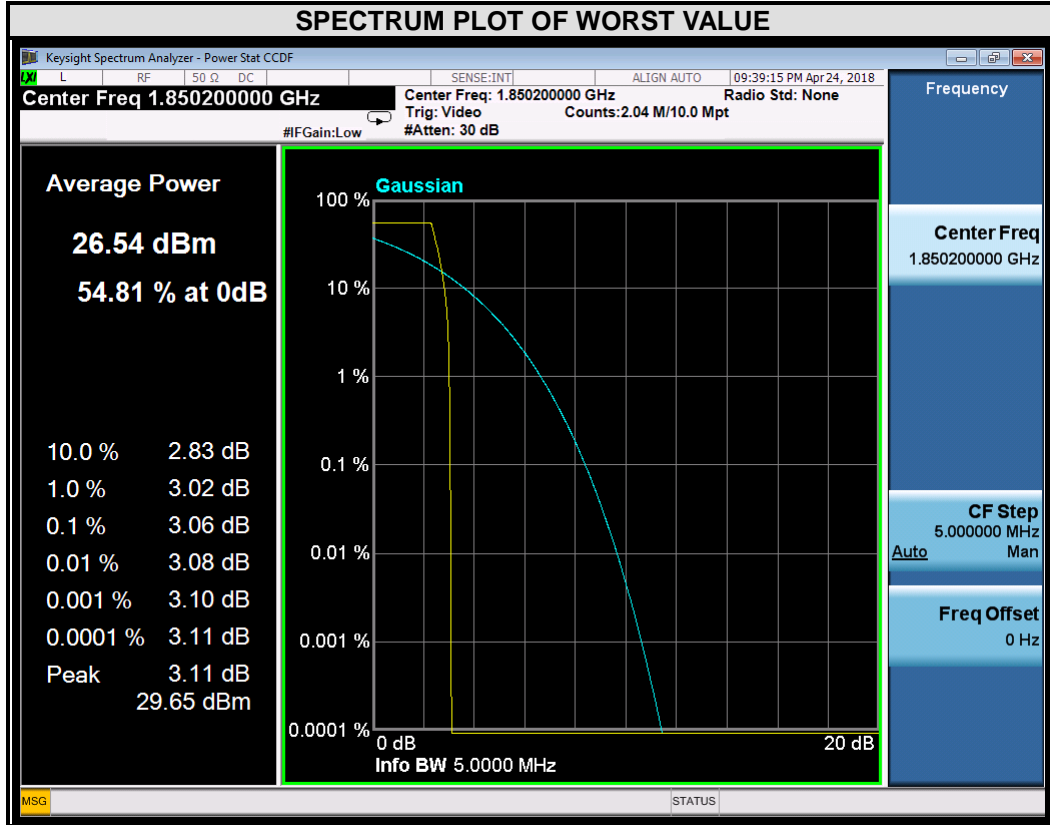 SPECTRUM PLOT OF WORST VALUE
Keysight Spectrum Analyzer - Power Stat CCDF
LXI L RF 50 Ω DC SENSE:INT ALIGN AUTO 09:39:15 PM Apr 24, 2018
Center Freq 1.850200000 GHz
Center Freq: 1.850200000 GHz Radio Std: None
Trig: Video Counts:2.04 M/10.0 Mpt
#IFGain:Low #Atten: 30 dB
Frequency
Average Power
26.54 dBm
54.81 % at 0dB
10.0 % 2.83 dB
1.0 % 3.02 dB
0.1 % 3.06 dB
0.01 % 3.08 dB
0.001 % 3.10 dB
0.0001 % 3.11 dB
Peak 3.11 dB
29.65 dBm
Gaussian
100 %
10 %
1 %
0.1 %
0.01 %
0.001 %
0.0001 %
0 dB 20 dB
Info BW 5.0000 MHz
Center Freq
1.850200000 GHz
CF Step
5.000000 MHz
Auto Man
Freq Offset
0 Hz
MSG STATUS